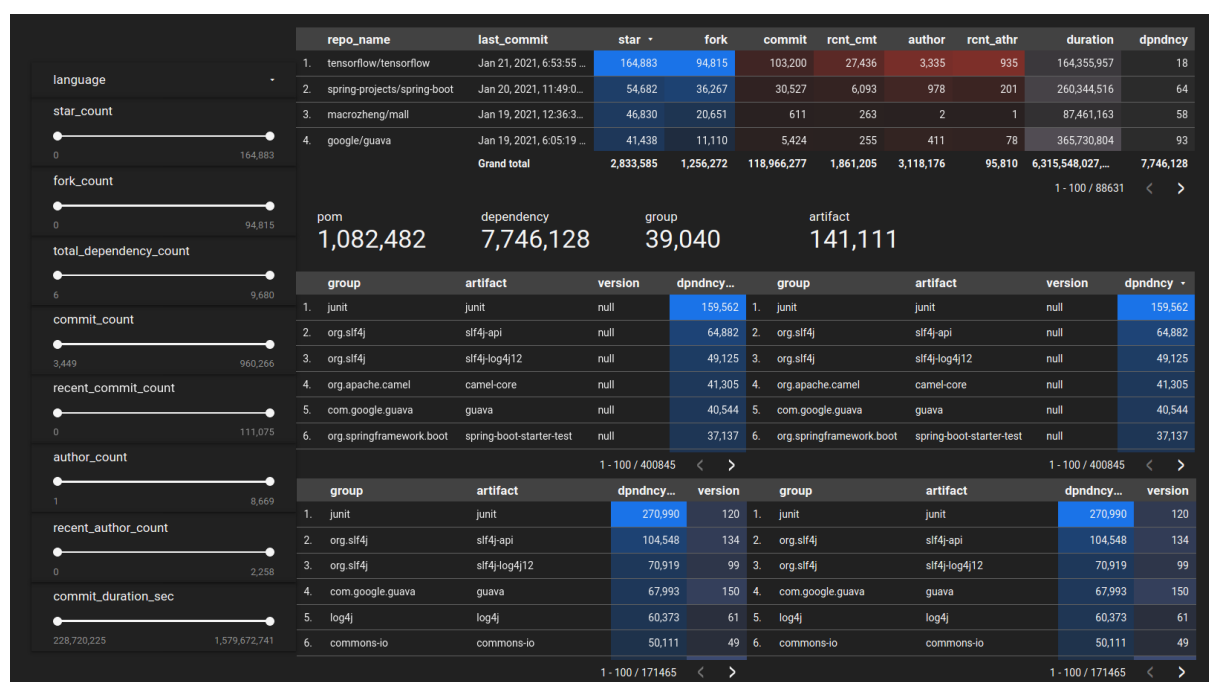 repo_name last_commit star fork commit rcnt_cmt author rcnt_athr duration dpndncy
1. tensorflow/tensorflow Jan 21, 2021, 6:53:55 ... 164,883 94,815 103,200 27,436 3,335 935 164,355,957 18
2. spring-projects/spring-boot Jan 20, 2021, 11:49:0... 54,682 36,267 30,527 6,093 978 201 260,344,516 64
3. macrozheng/mall Jan 19, 2021, 12:36:3... 46,830 20,651 611 263 2 1 87,461,163 58
4. google/guava Jan 19, 2021, 6:05:19 ... 41,438 11,110 5,424 255 411 78 365,730,804 93
Grand total 2,833,585 1,256,272 118,966,277 1,861,205 3,118,176 95,810 6,315,548,027,... 7,746,128
1 - 100 / 88631
language
star_count
0 164,883
fork_count
0 94,815
total_dependency_count
6 9,680
commit_count
3,449 960,266
recent_commit_count
0 111,075
author_count
1 8,669
recent_author_count
0 2,258
commit_duration_sec
228,720,225 1,579,672,741
pom dependency group artifact
1,082,482 7,746,128 39,040 141,111
group artifact version dpndncy... group artifact version dpndncy
1. junit junit null 159,562 1. junit junit null 159,562
2. org.slf4j slf4j-api null 64,882 2. org.slf4j slf4j-api null 64,882
3. org.slf4j slf4j-log4j12 null 49,125 3. org.slf4j slf4j-log4j12 null 49,125
4. org.apache.camel camel-core null 41,305 4. org.apache.camel camel-core null 41,305
5. com.google.guava guava null 40,544 5. com.google.guava guava null 40,544
6. org.springframework.boot spring-boot-starter-test null 37,137 6. org.springframework.boot spring-boot-starter-test null 37,137
1 - 100 / 400845 1 - 100 / 400845
group artifact dpndncy... version group artifact dpndncy... version
1. junit junit 270,990 120 1. junit junit 270,990 120
2. org.slf4j slf4j-api 104,548 134 2. org.slf4j slf4j-api 104,548 134
3. org.slf4j slf4j-log4j12 70,919 99 3. org.slf4j slf4j-log4j12 70,919 99
4. com.google.guava guava 67,993 150 4. com.google.guava guava 67,993 150
5. log4j log4j 60,373 61 5. log4j log4j 60,373 61
6. commons-io commons-io 50,111 49 6. commons-io commons-io 50,111 49
1 - 100 / 171465 1 - 100 / 171465